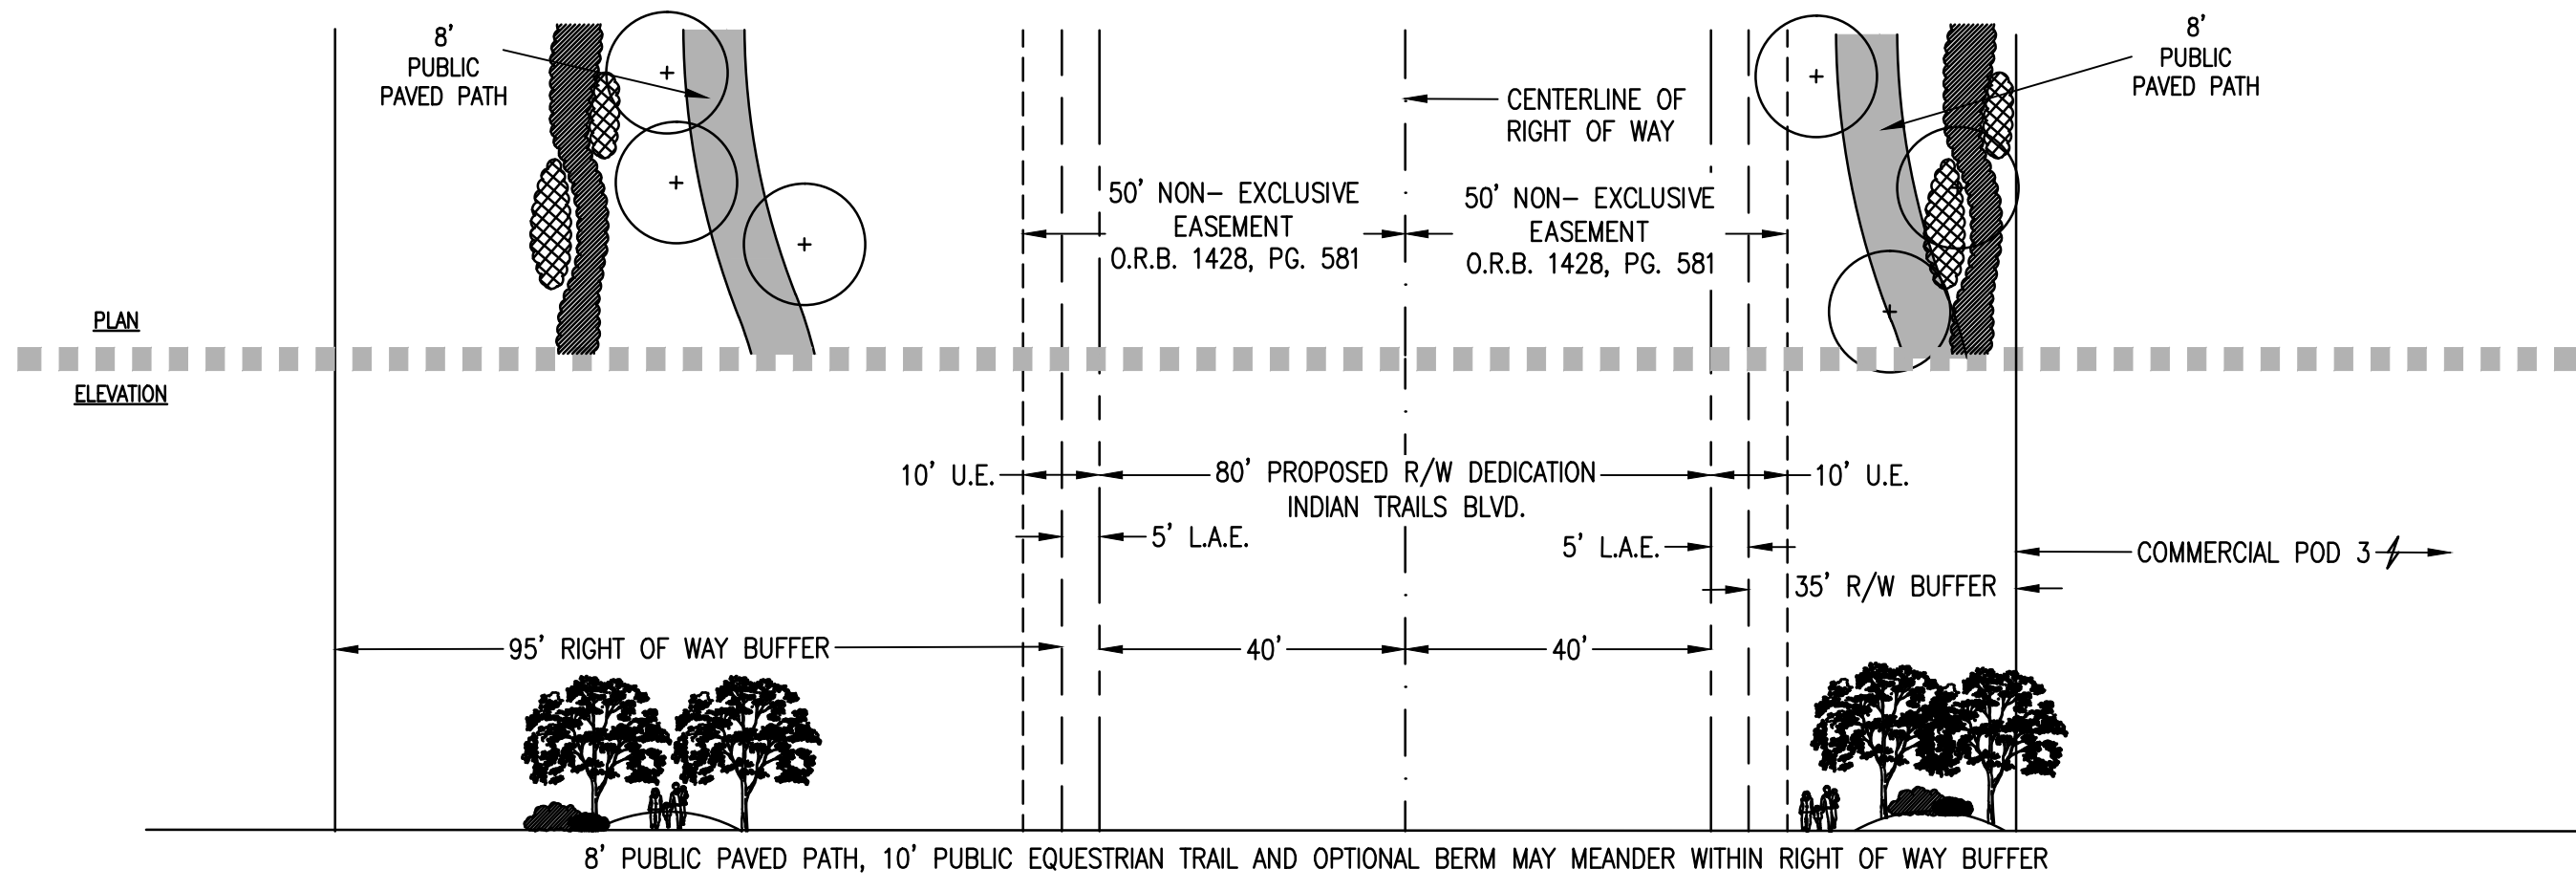 8'
PUBLIC
PAVED PATH
8'
PUBLIC
PAVED PATH
CENTERLINE OF
RIGHT OF WAY
50' NON- EXCLUSIVE
EASEMENT
O.R.B. 1428, PG. 581
50' NON- EXCLUSIVE
EASEMENT
O.R.B. 1428, PG. 581
PLAN
ELEVATION
10' U.E.
80' PROPOSED R/W DEDICATION
INDIAN TRAILS BLVD.
10' U.E.
5' L.A.E.
5' L.A.E.
COMMERCIAL POD 3
35' R/W BUFFER
95' RIGHT OF WAY BUFFER
40'
40'
8' PUBLIC PAVED PATH, 10' PUBLIC EQUESTRIAN TRAIL AND OPTIONAL BERM MAY MEANDER WITHIN RIGHT OF WAY BUFFER